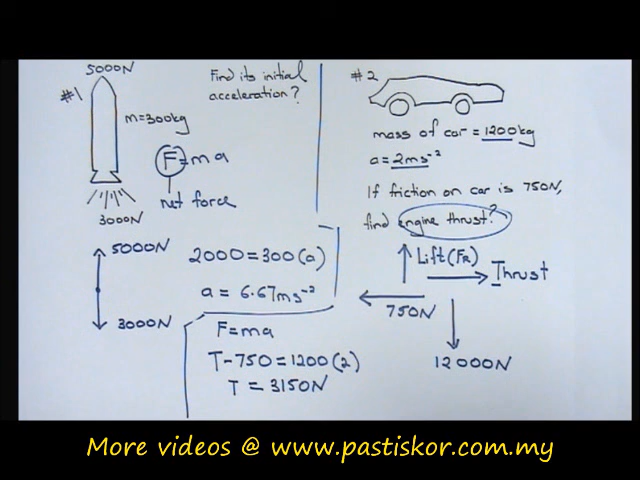 5000N
#1
m=300kg
3000N
Find its initial
acceleration?
F=ma
net force
5000N
3000N
2000=300(a)
a=6.67ms⁻²
F=ma
T-750=1200(2)
T=3150N
#2
mass of car=1200kg
a=2ms⁻²
If friction on car is 750N,
find engine thrust?
Lift(FR)
Thrust
750N
12000N
More videos @ www.pastiskor.com.my